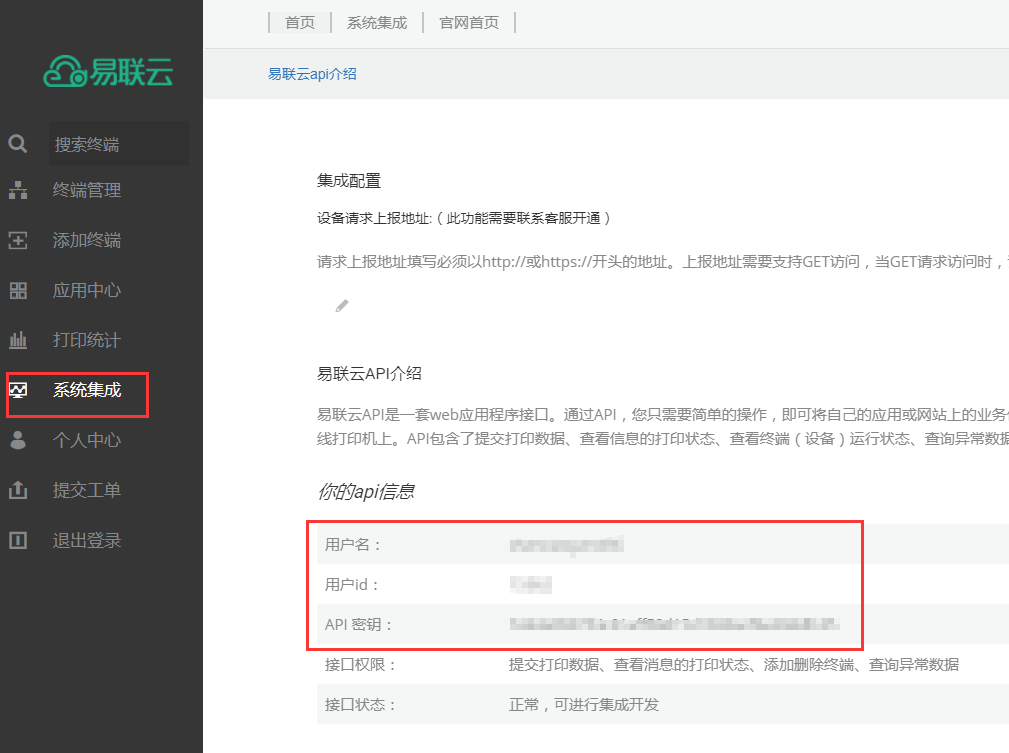 首页 系统集成 官网首页
易联云
易联云api介绍
搜索终端
终端管理
添加终端
应用中心
打印统计
系统集成
个人中心
提交工单
退出登录
集成配置
设备请求上报地址:（此功能需要联系客服开通）
请求上报地址填写必须以http://或https://开头的地址。上报地址需要支持GET访问，当GET请求访问时，
易联云API介绍
易联云API是一套web应用程序接口。通过API，您只需要简单的操作，即可将自己的应用或网站上的业务
线打印机上。API包含了提交打印数据、查看信息的打印状态、查看终端（设备）运行状态、查询异常数据
你的api信息
用户名：
用户id：
API 密钥：
接口权限： 提交打印数据、查看消息的打印状态、添加删除终端、查询异常数据
接口状态： 正常，可进行集成开发